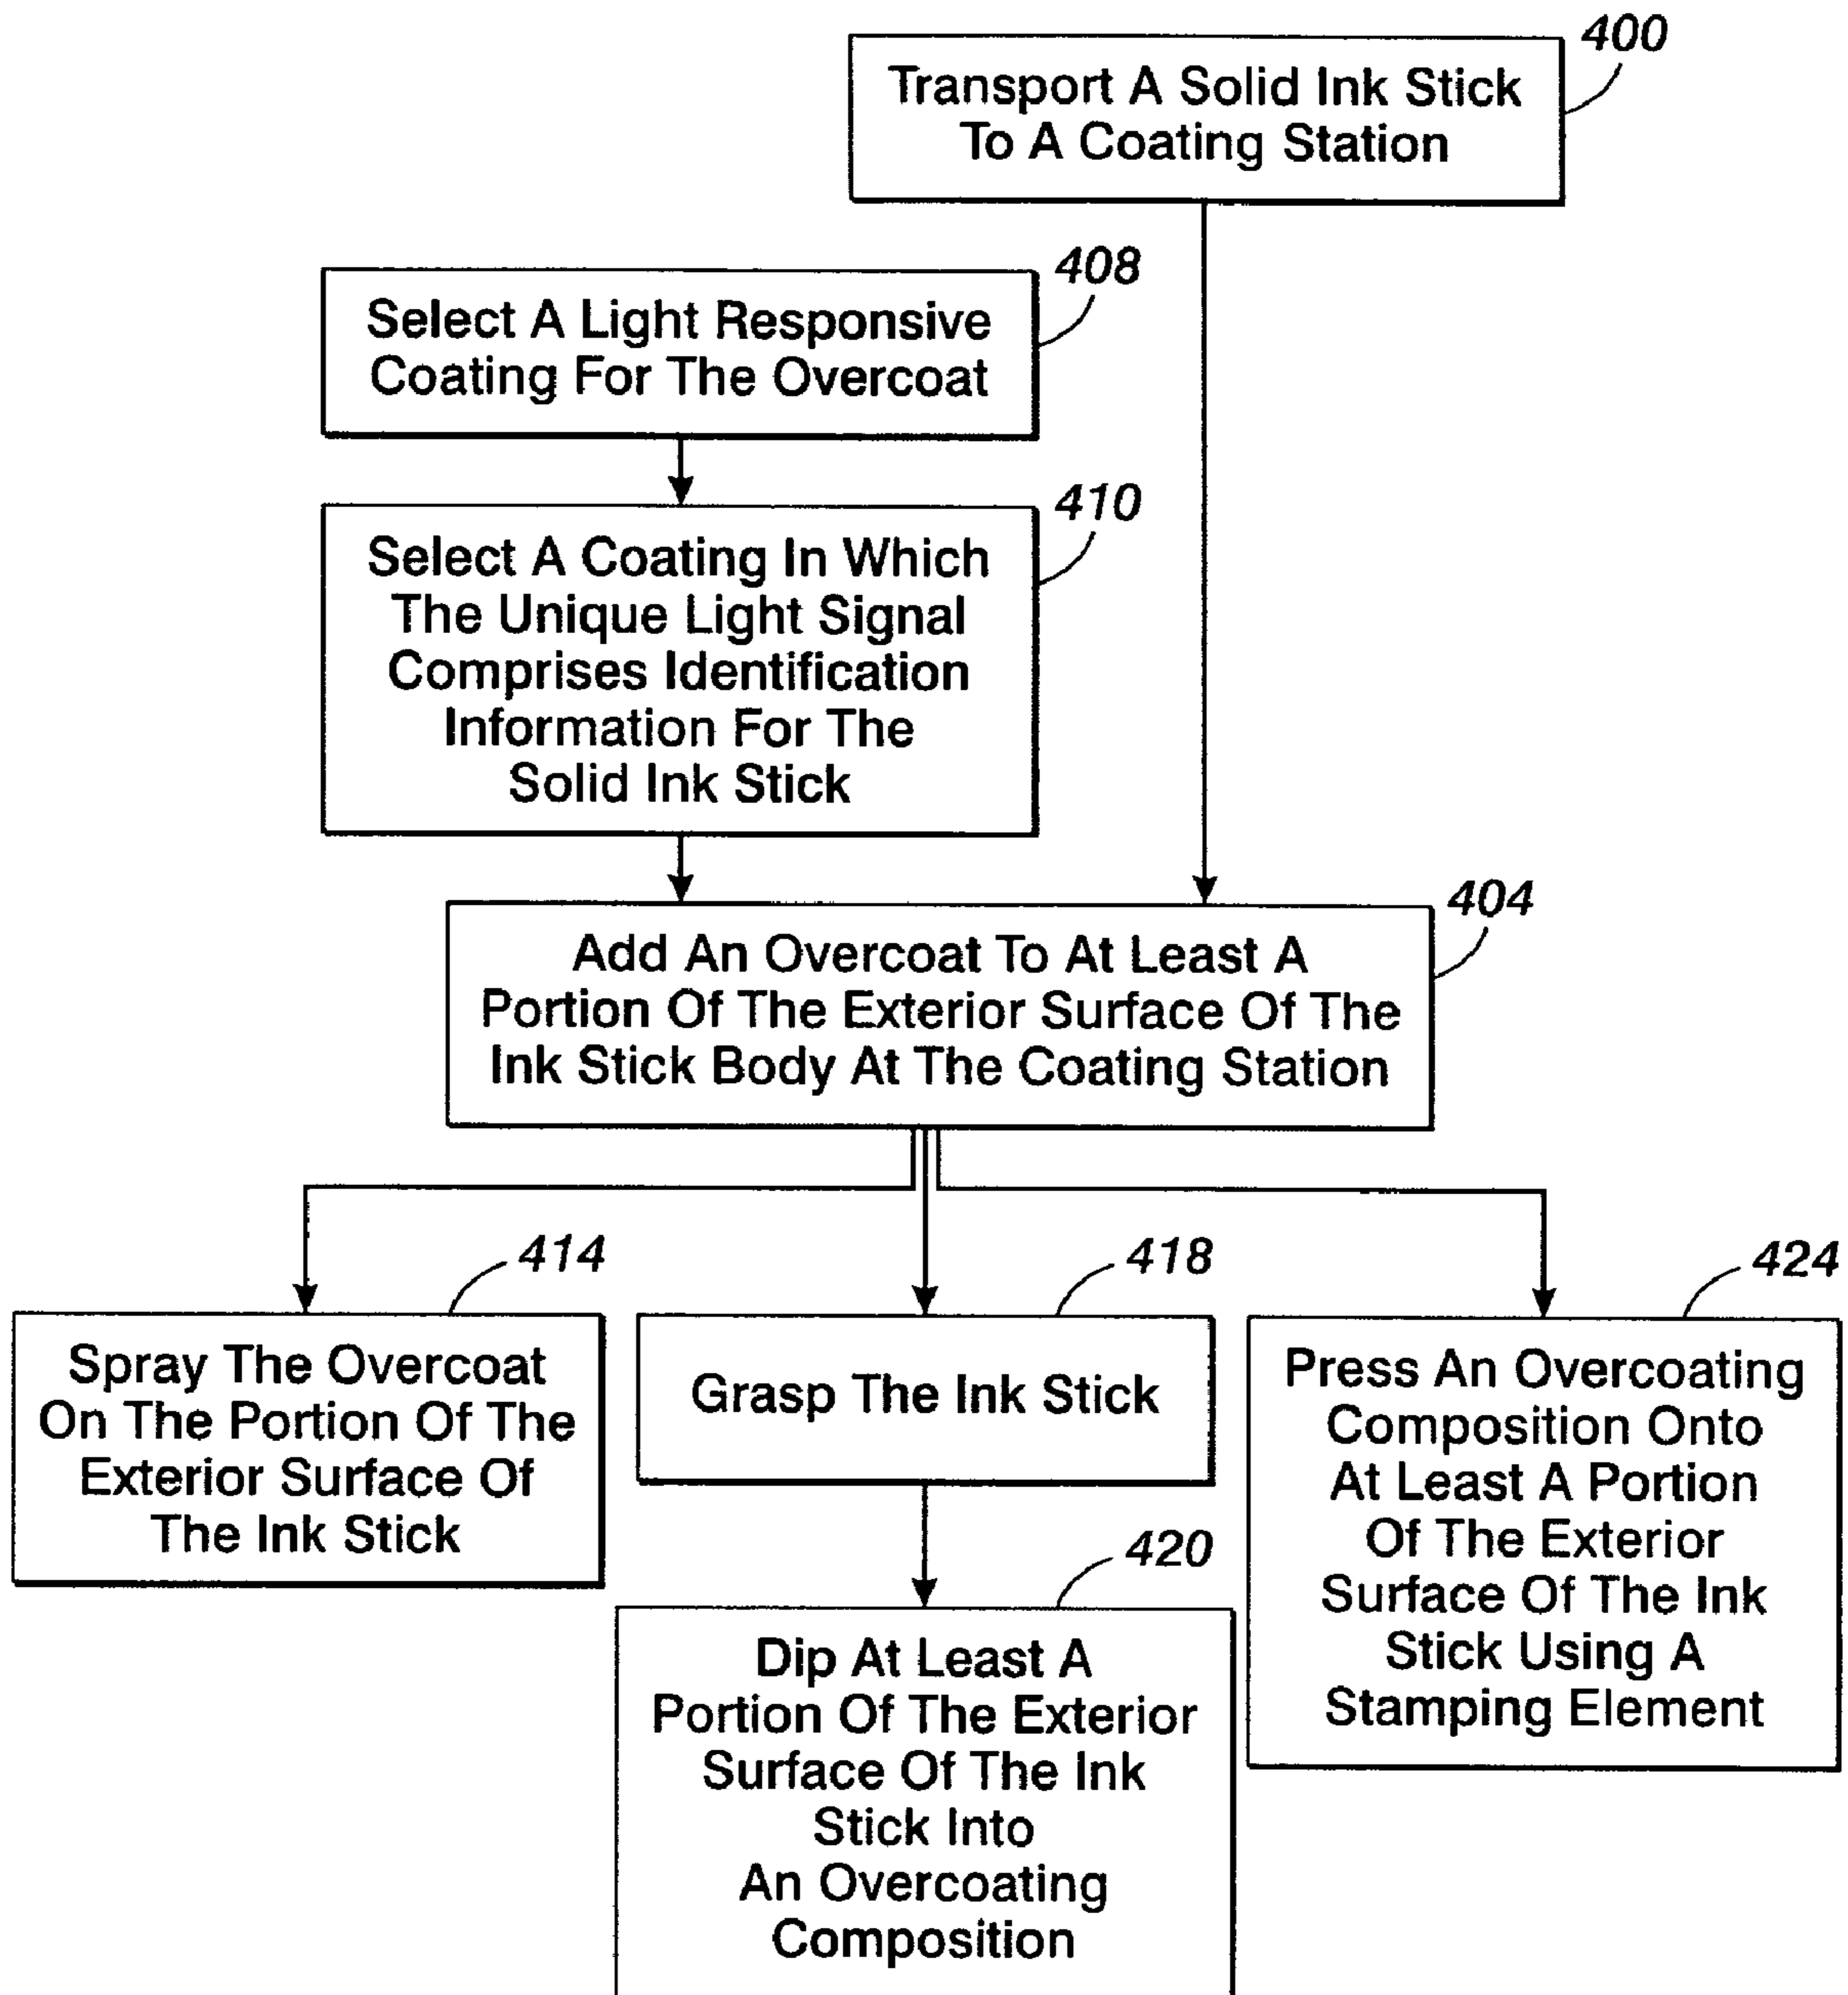 400
Transport A Solid Ink Stick
To A Coating Station
408
Select A Light Responsive
Coating For The Overcoat
410
Select A Coating In Which
The Unique Light Signal
Comprises Identification
Information For The
Solid Ink Stick
404
Add An Overcoat To At Least A
Portion Of The Exterior Surface Of The
Ink Stick Body At The Coating Station
414
Spray The Overcoat
On The Portion Of The
Exterior Surface Of
The Ink Stick
418
Grasp The Ink Stick
420
Dip At Least A
Portion Of The Exterior
Surface Of The Ink
Stick Into
An Overcoating
Composition
424
Press An Overcoating
Composition Onto
At Least A Portion
Of The Exterior
Surface Of The Ink
Stick Using A
Stamping Element